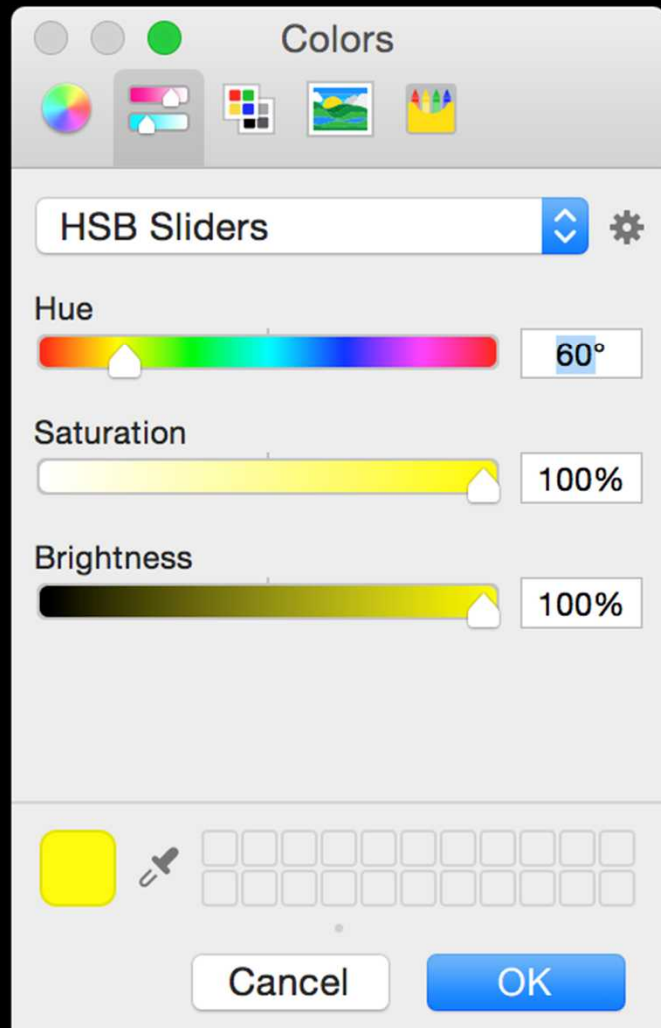 Colors
HSB Sliders
Hue
60°
Saturation
100%
Brightness
100%
Cancel
OK